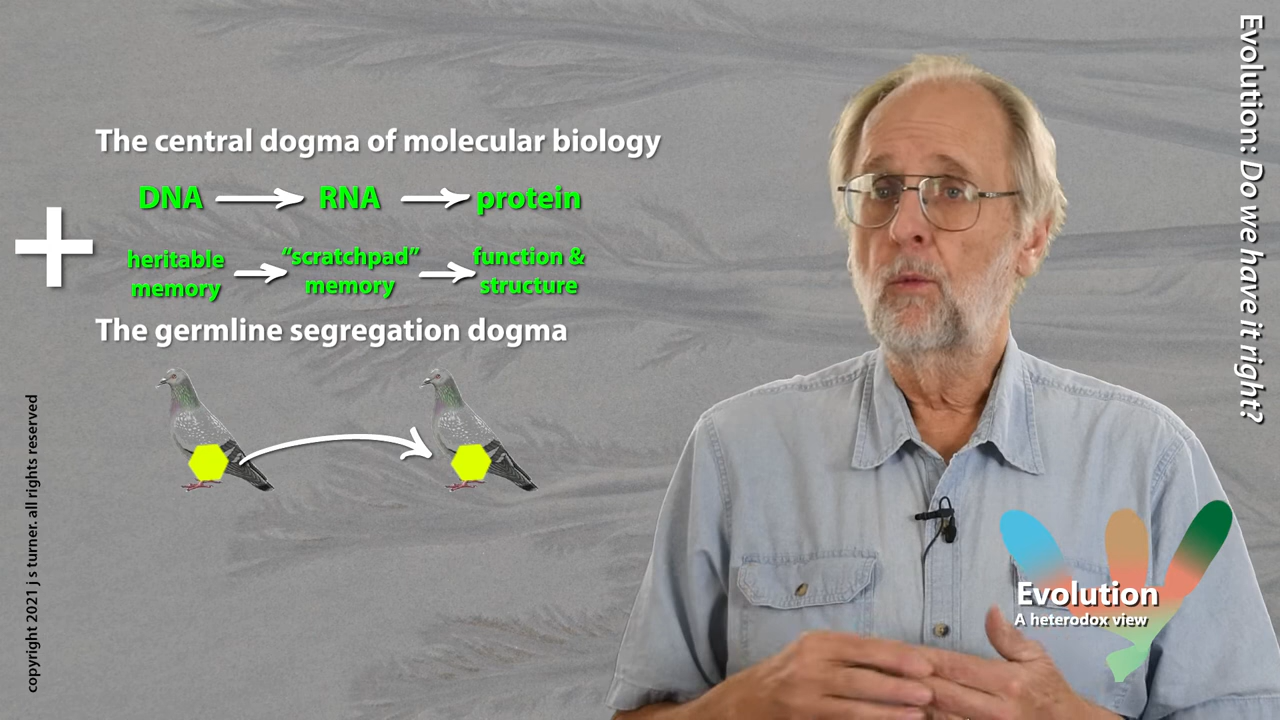 The central dogma of molecular biology
DNA RNA protein
heritable "scratchpad" function &
memory memory structure
The germline segregation dogma
copyright 2021 j s turner. all rights reserved
Evolution: Do we have it right?
Evolution
A heterodox view